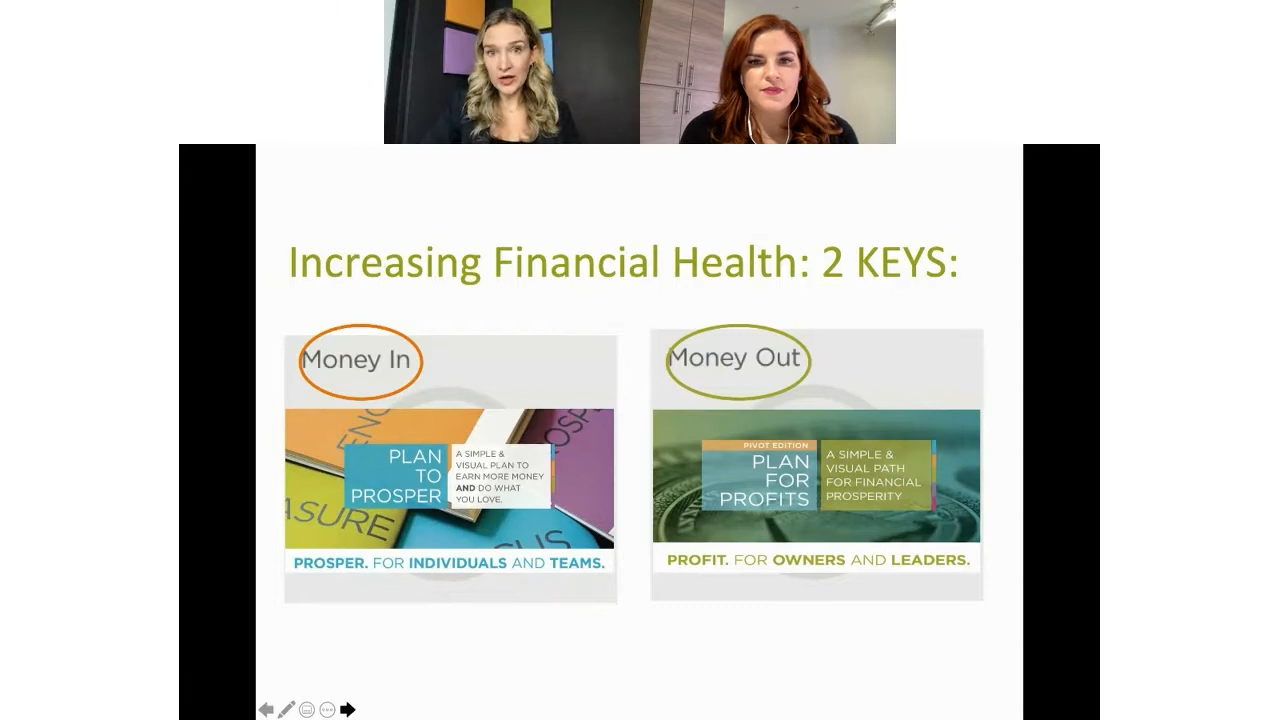 Increasing Financial Health: 2 KEYS:
Money In
PLAN
TO
PROSPER
A SIMPLE &
VISUAL PLAN TO
EARN MORE MONEY
AND DO WHAT
YOU LOVE.
ASURE
PROSPER. FOR INDIVIDUALS AND TEAMS.
Money Out
PIVOT EDITION
PLAN
FOR
PROFITS
A SIMPLE &
VISUAL PATH
FOR FINANCIAL
PROSPERITY
PROFIT. FOR OWNERS AND LEADERS.